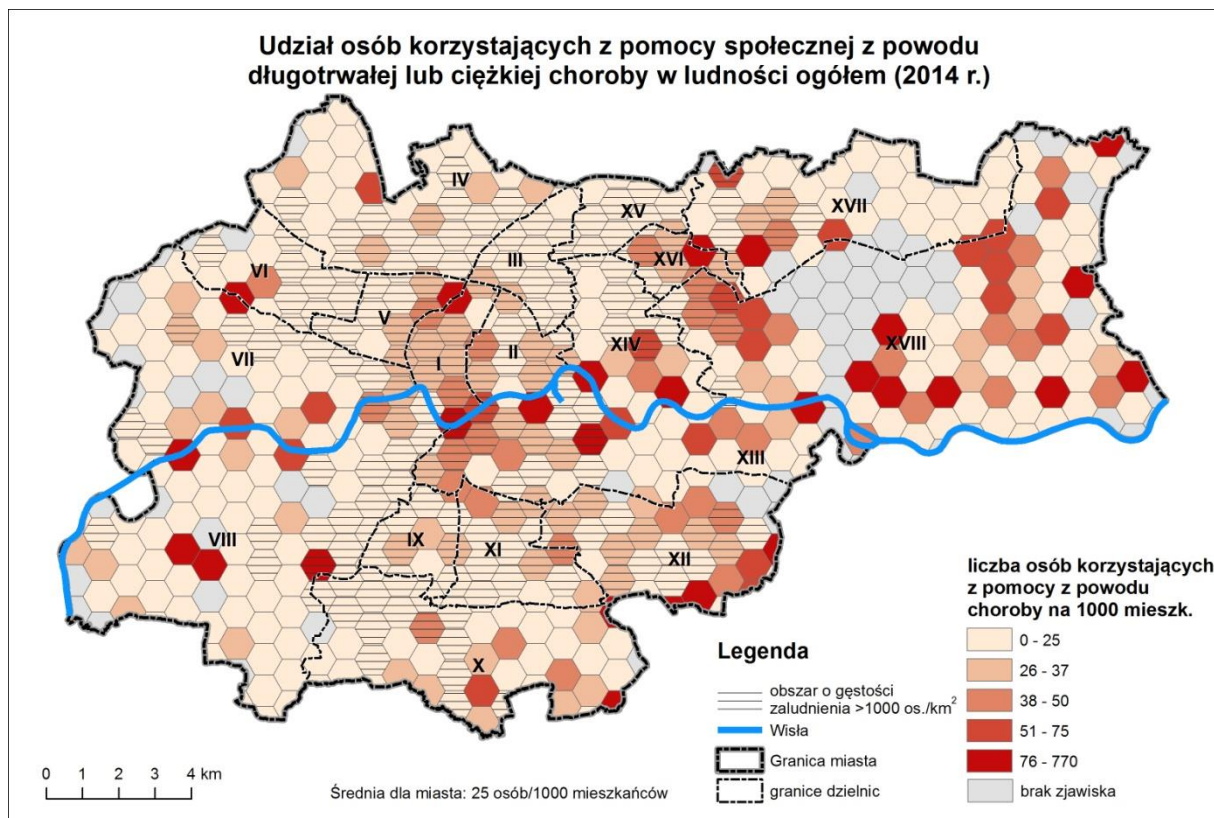 Udział osób korzystających z pomocy społecznej z powodu
długotrwałej lub ciężkiej choroby w ludności ogółem (2014 r.)
IV
XV
XVII
III
XVI
VI
V
VII
I
II
XIV
XVIII
XIII
VIII
IX
XI
XII
X
liczba osób korzystających
z pomocy z powodu
choroby na 1000 mieszk.
0 - 25
26 - 37
38 - 50
51 - 75
76 - 770
brak zjawiska
Legenda
obszar o gęstości
zaludnienia >1000 os./km²
Wisła
Granica miasta
granice dzielnic
0 1 2 3 4 km
Średnia dla miasta: 25 osób/1000 mieszkańców